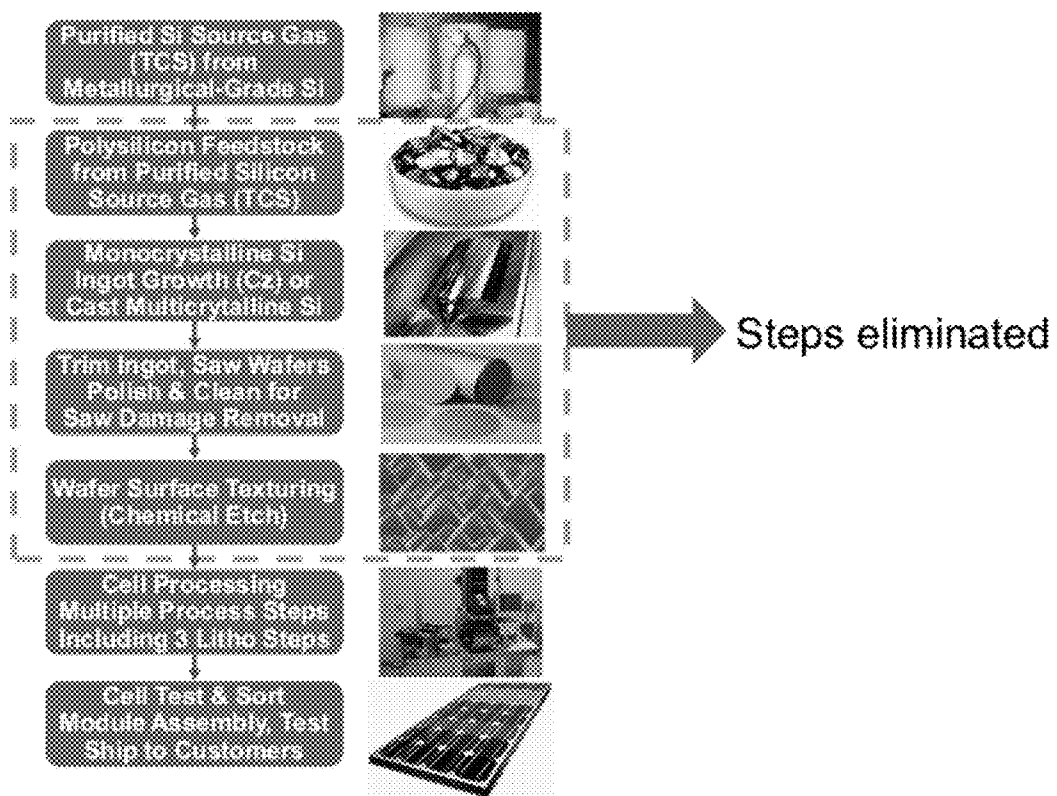 Purified Si Source Gas
(TCS) from
Metallurgical-Grade Si
Polysilicon Feedstock
from Purified Silicon
Source Gas (TCS)
Monocrystalline Si
Ingot Growth (Cz) or
Cast Multicrytalline Si
Trim Ingot, Saw Wafers
Polish & Clean for
Saw Damage Removal
Wafer Surface Texturing
(Chemical Etch)
Cell Processing
Multiple Process Steps
Including 3 Litho Steps
Cell Test & Sort
Module Assembly, Test
Ship to Customers
Steps eliminated